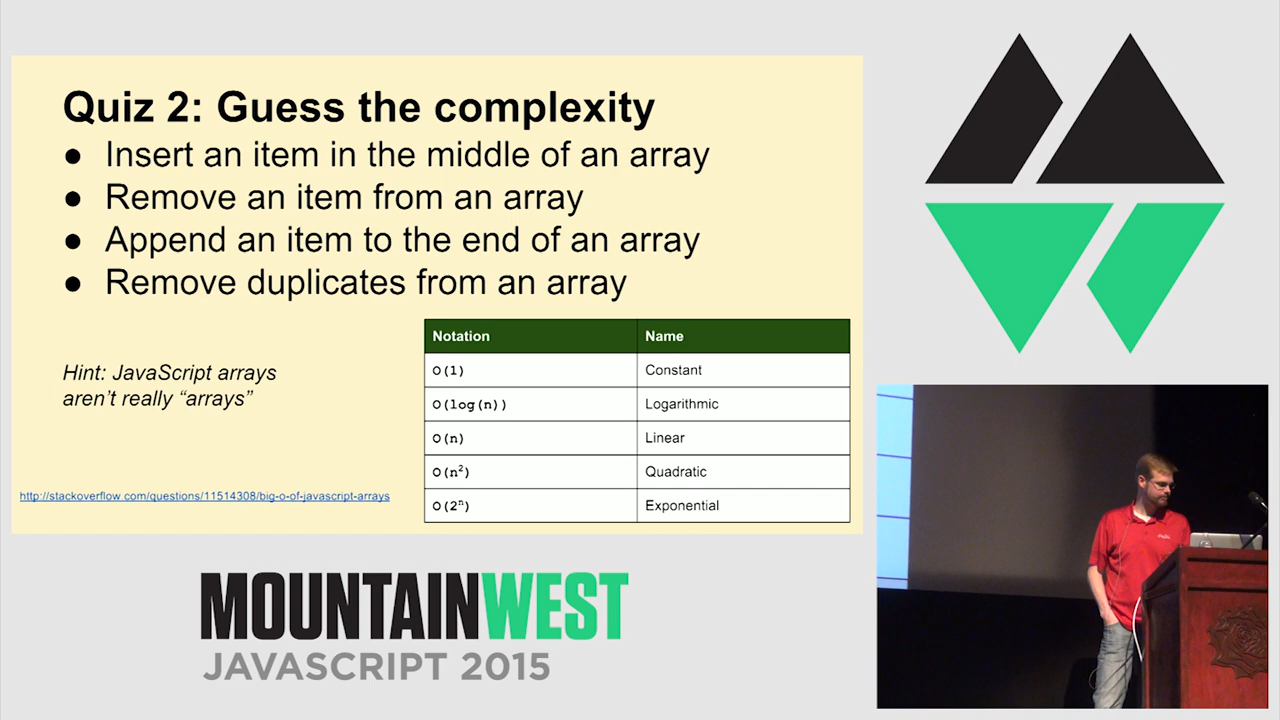 Quiz 2: Guess the complexity
● Insert an item in the middle of an array
● Remove an item from an array
● Append an item to the end of an array
● Remove duplicates from an array
Hint: JavaScript arrays
aren't really “arrays”
http://stackoverflow.com/questions/11514308/big-o-of-javascript-arrays
Notation Name
O(1) Constant
O(log(n)) Logarithmic
O(n) Linear
O(n²) Quadratic
O(2ⁿ) Exponential
MOUNTAINWEST
JAVASCRIPT 2015